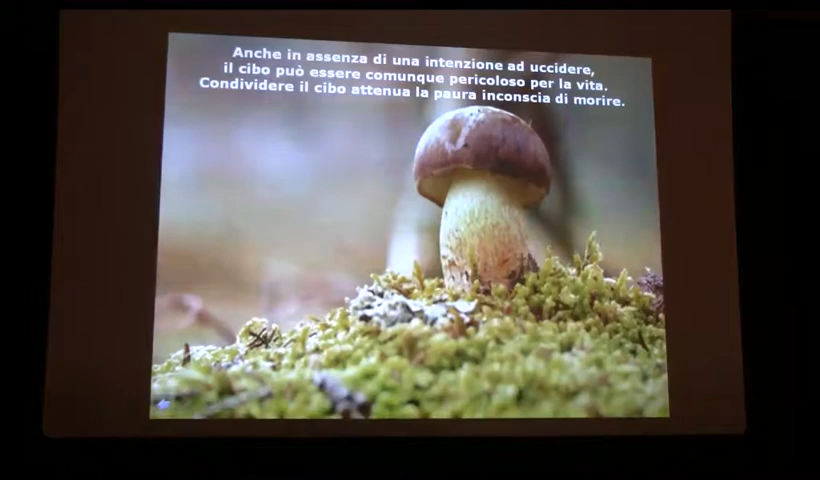 Anche in assenza di una intenzione ad uccidere,
il cibo può essere comunque pericoloso per la vita.
Condividere il cibo attenua la paura inconscia di morire.